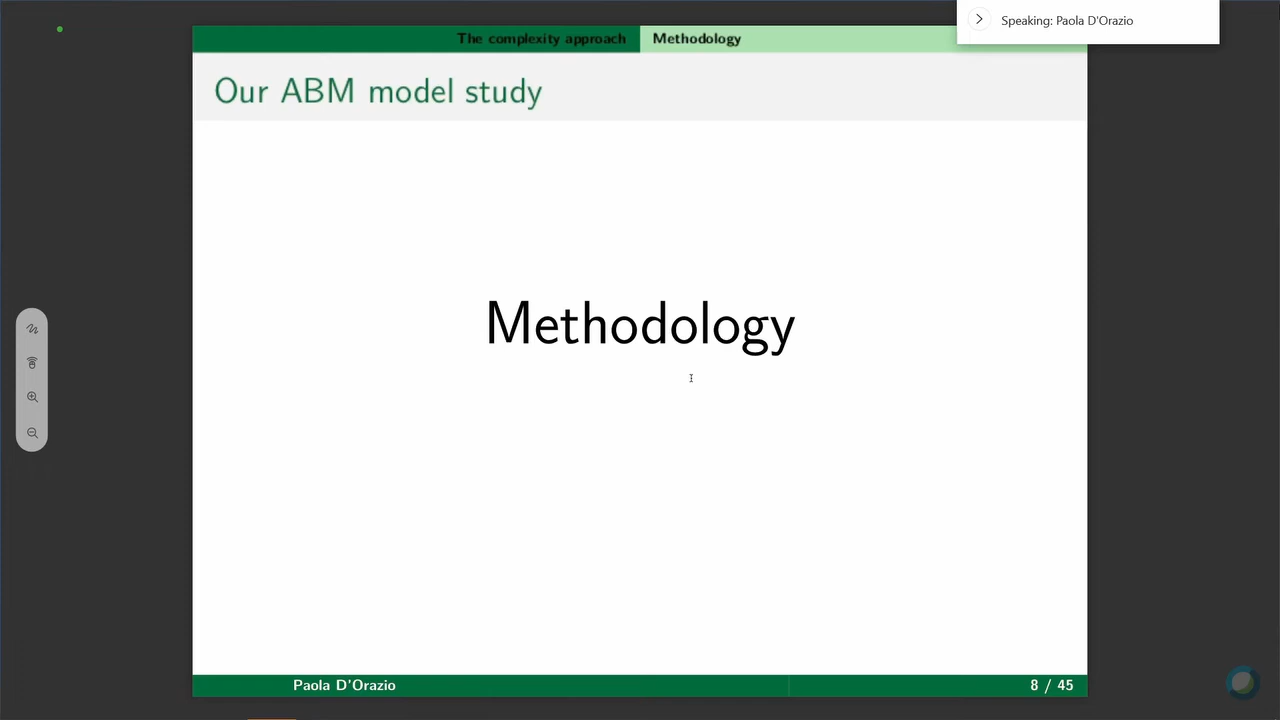 Speaking: Paola D'Orazio
The complexity approach Methodology
Our ABM model study
Methodology
Paola D'Orazio 8 / 45